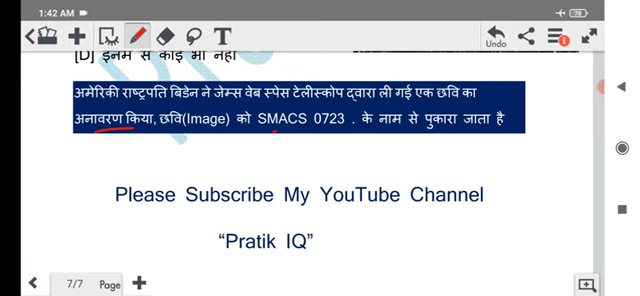 1:42 AM
79
Undo
[D] इनमें से कोई भी नहीं
अमेरिकी राष्ट्रपति बिडेन ने जेम्स वेब स्पेस टेलीस्कोप द्वारा ली गई एक छवि का
अनावरण किया, छवि(Image) को SMACS 0723 . के नाम से पुकारा जाता है
Please Subscribe My YouTube Channel
“Pratik IQ”
7/7 Page